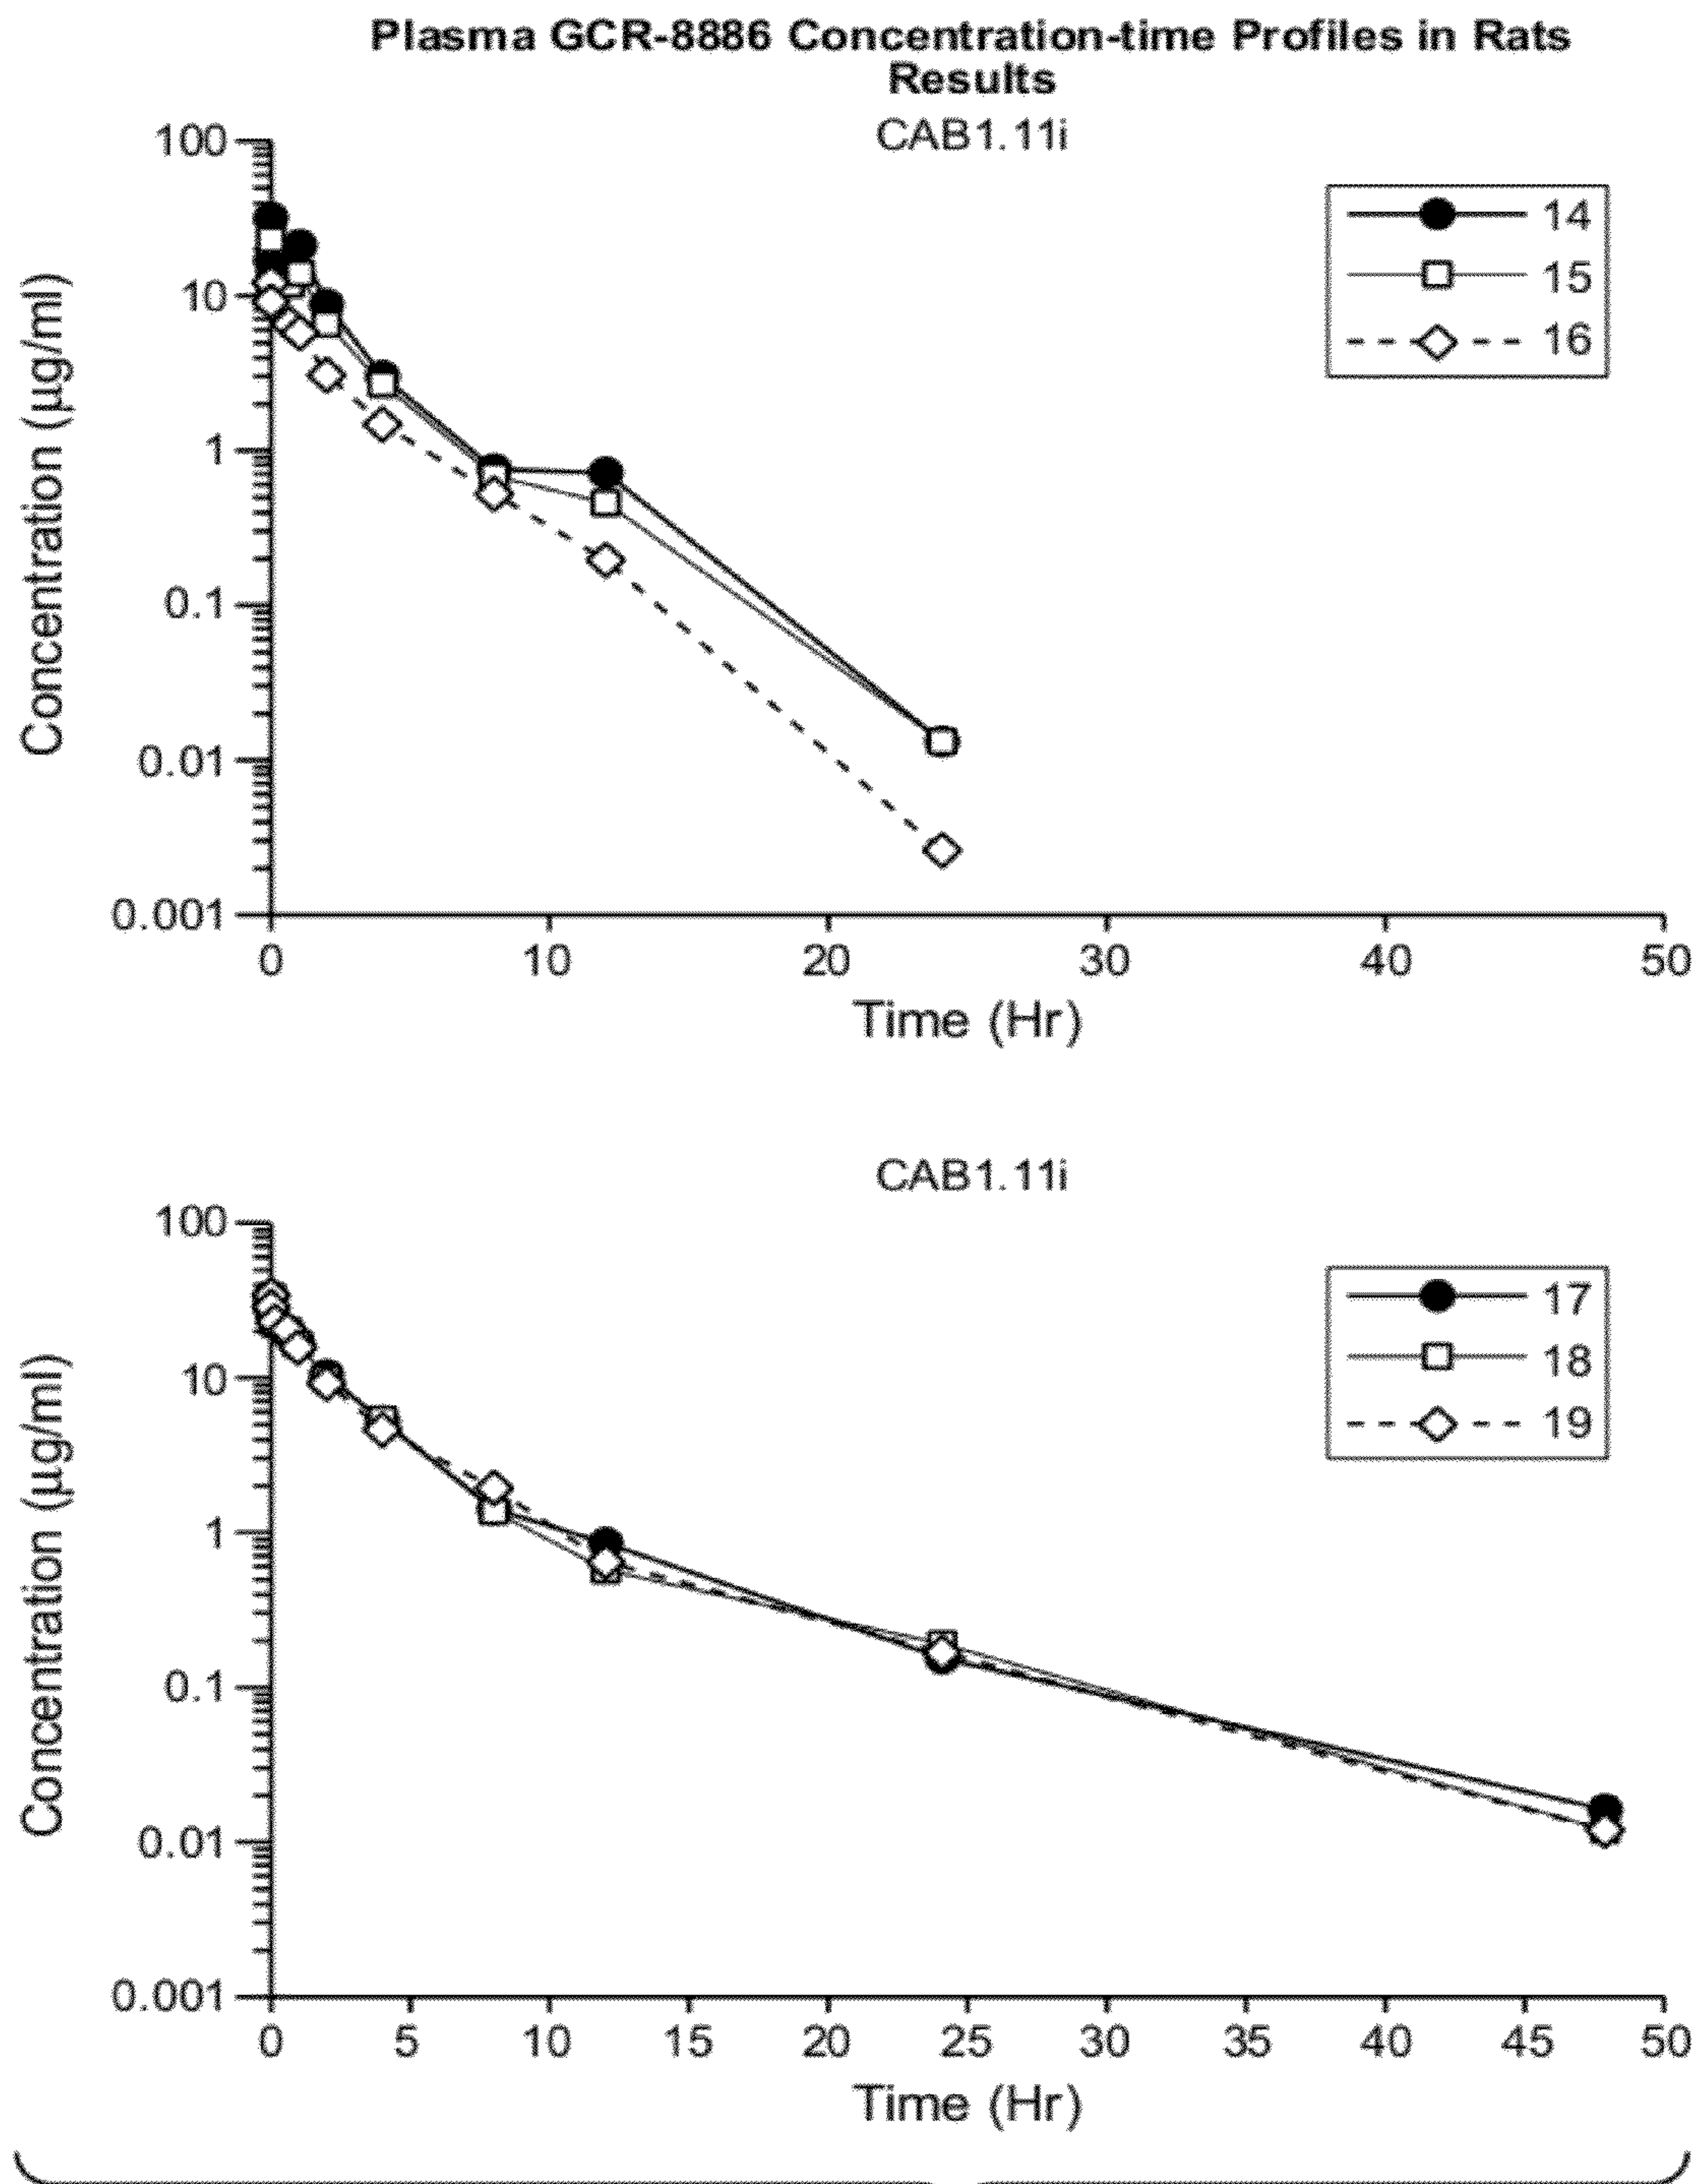 Plasma GCR-8886 Concentration-time Profiles in Rats
Results
CAB1.11i
100
10
1
0.1
0.01
0.001
Concentration (µg/ml)
14
15
16
0 10 20 30 40 50
Time (Hr)
CAB1.11i
100
10
1
0.1
0.01
0.001
Concentration (µg/ml)
17
18
19
0 5 10 15 20 25 30 35 40 45 50
Time (Hr)